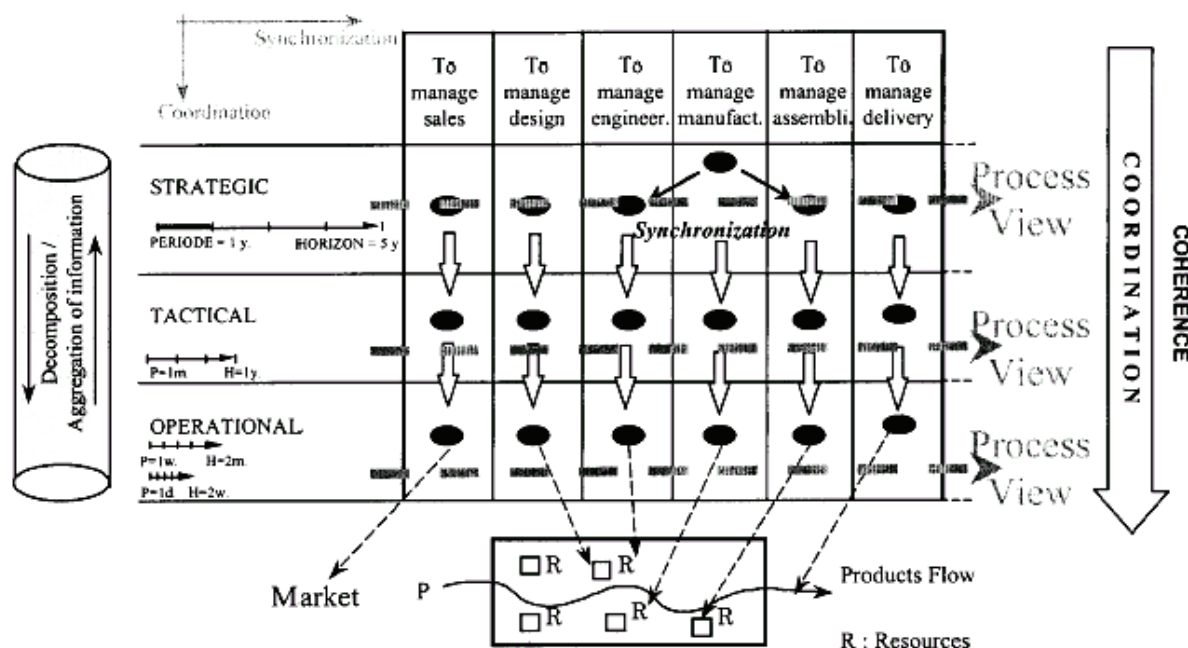 Synchronization
Coordination
To
manage
sales
To
manage
design
To
manage
engineer.
To
manage
manufact.
To
manage
assembli.
To
manage
delivery
Decomposition /
Aggregation of information
STRATEGIC
PERIODE = 1 y.
HORIZON = 5 y
Synchronization
Process
View
TACTICAL
P=1m.
H=1y.
Process
View
OPERATIONAL
P=1w.
H=2m.
P=1d.
H=2w.
Process
View
COORDINATION
COHERENCE
Market
P
R
R
R
R
R
Products Flow
R : Resources